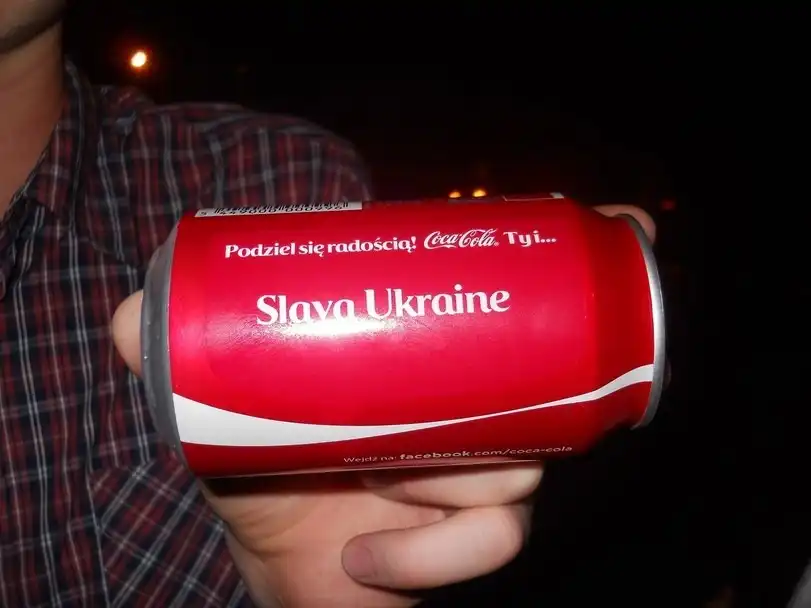 Podziel się radością! Coca-Cola Ty i...
Slava Ukraine
Wejdź na: facebook.com/coca-cola